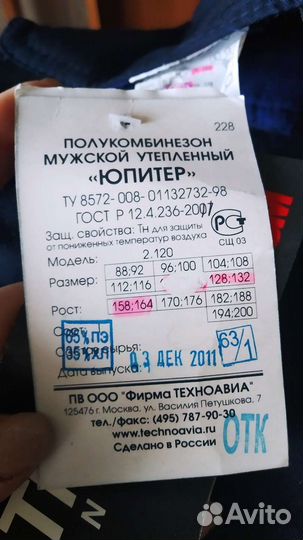 228
ПОЛУКОМБИНЕЗОН
МУЖСКОЙ УТЕПЛЕННЫЙ
«ЮПИТЕР»
ТУ 8572- 008- 01132732-98
ГОСТ Р 12.4.236-2007
Защ. свойства: Тн для защиты
от пониженных температур воздуха
РСТ
СЩ 03
Модель: 2.120
Размер: 88;92 96;100 104;108
112;116 128;132
Рост: 158;164 170;176 182;188
194;200
65% ПЭ
35% ХЛ
сырья:
Дата выпуска:
03 ДЕК 2011
63/1
ПВ ООО "Фирма ТЕХНОАВИА"
125476 г. Москва, ул. Василия Петушкова, 7
тел./факс: (495) 787-90-30
www.technoavia.ru
Сделано в России
ОТК
Avito